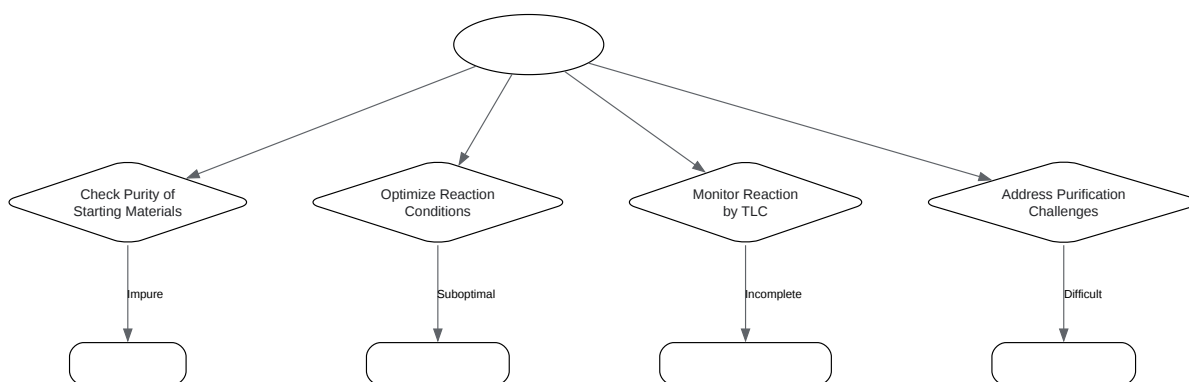 Check Purity of
Starting Materials
Optimize Reaction
Conditions
Monitor Reaction
by TLC
Address Purification
Challenges
Impure
Suboptimal
Incomplete
Difficult